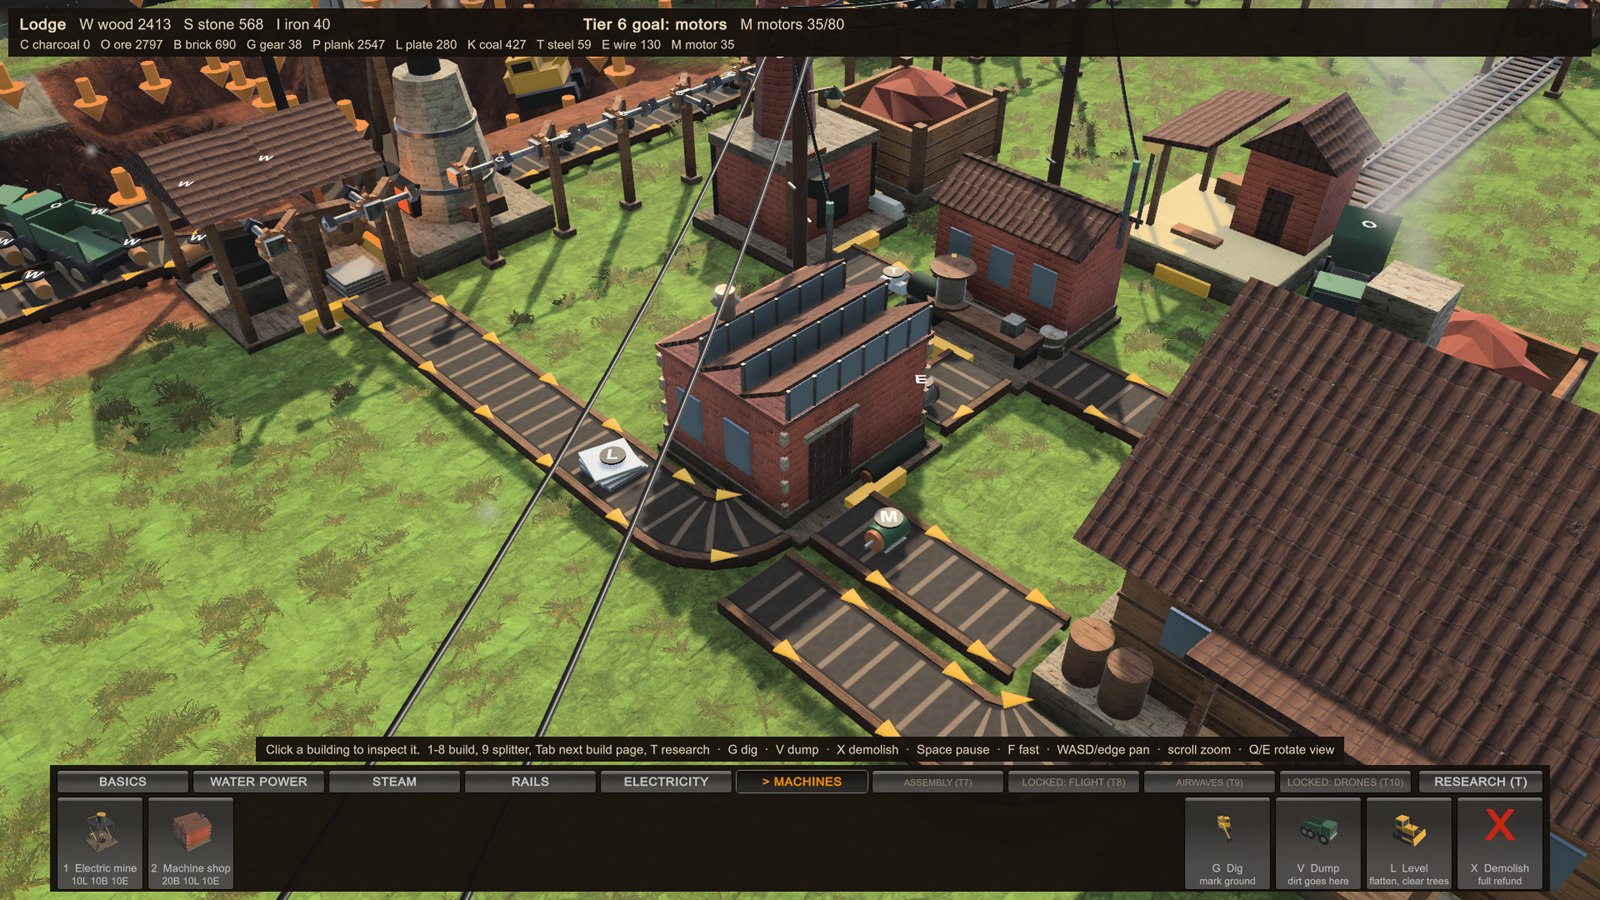 Lodge W wood 2413 S stone 568 I iron 40
Tier 6 goal: motors M motors 35/80
C charcoal 0 O ore 2797 B brick 690 G gear 38 P plank 2547 L plate 280 K coal 427 T steel 59 E wire 130 M motor 35
W
W
O
W
W
W
W
W
C
O
T
E
L
M
Click a building to inspect it. 1-8 build, 9 splitter, Tab next build page, T research · G dig · V dump · X demolish · Space pause · F fast · WASD/edge pan · scroll zoom · Q/E rotate view
BASICS
WATER POWER
STEAM
RAILS
ELECTRICITY
> MACHINES
ASSEMBLY (T7)
LOCKED: FLIGHT (T8)
AIRWAVES (T9)
LOCKED: DRONES (T10)
RESEARCH (T)
1 Electric mine
10L 10B 10E
2 Machine shop
20B 10L 10E
G Dig
mark ground
V Dump
dirt goes here
L Level
flatten, clear trees
X Demolish
full refund